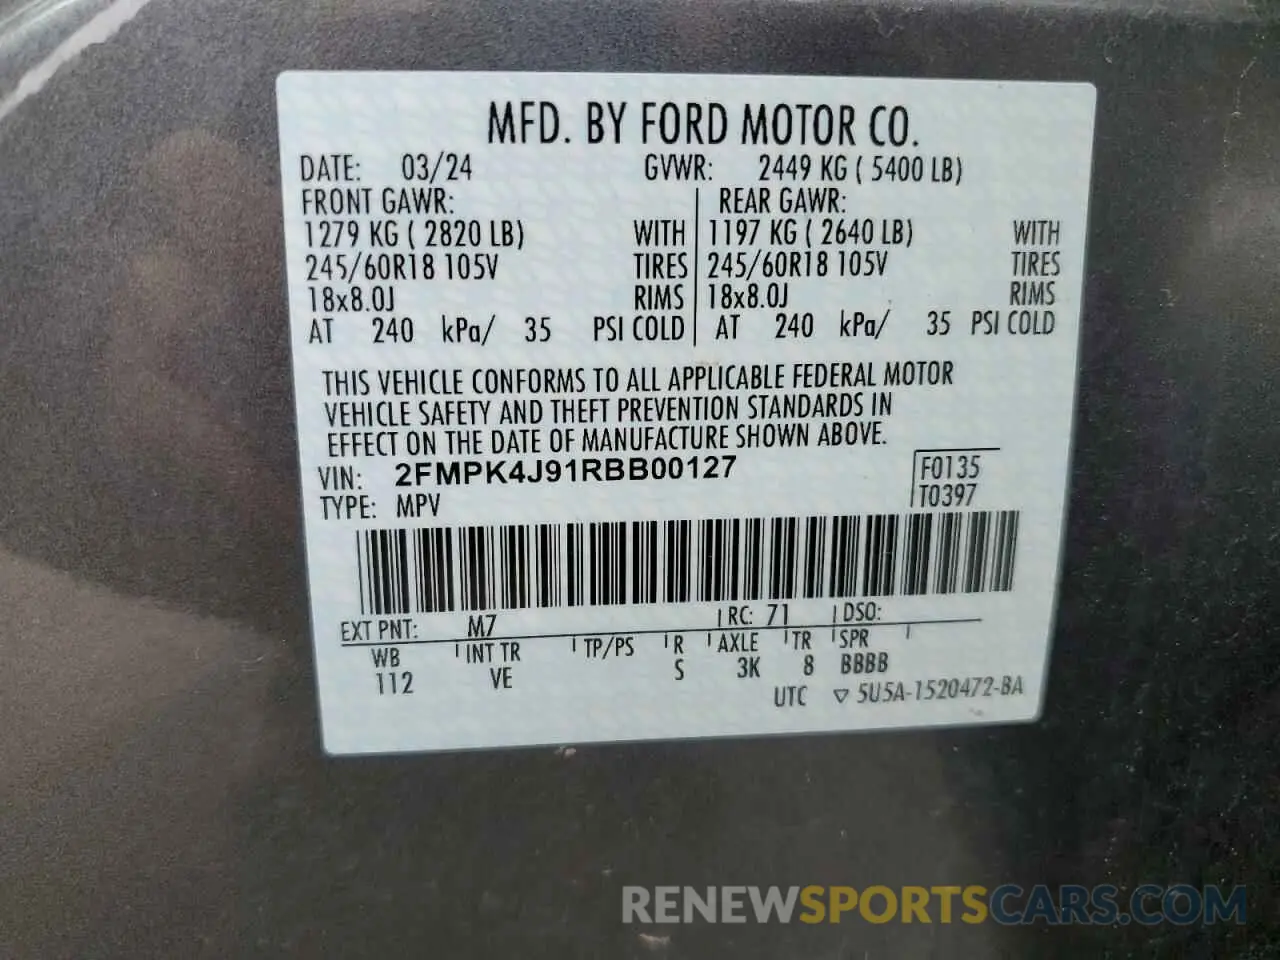 MFD. BY FORD MOTOR CO.
DATE: 03/24 GVWR: 2449 KG ( 5400 LB)
FRONT GAWR: REAR GAWR:
1279 KG ( 2820 LB) WITH 1197 KG ( 2640 LB) WITH
245/60R18 105V TIRES 245/60R18 105V TIRES
18x8.0J RIMS 18x8.0J RIMS
AT 240 kPa/ 35 PSI COLD AT 240 kPa/ 35 PSI COLD
THIS VEHICLE CONFORMS TO ALL APPLICABLE FEDERAL MOTOR
VEHICLE SAFETY AND THEFT PREVENTION STANDARDS IN
EFFECT ON THE DATE OF MANUFACTURE SHOWN ABOVE.
VIN: 2FMPK4J91RBB00127 F0135
TYPE: MPV T0397
EXT PNT: M7 RC: 71 DSO:
WB INT TR TP/PS R AXLE TR SPR
112 VE S 3K 8 BBBB
UTC ▽ 5U5A-1520472-BA
RENEWSPORTSCARS.COM